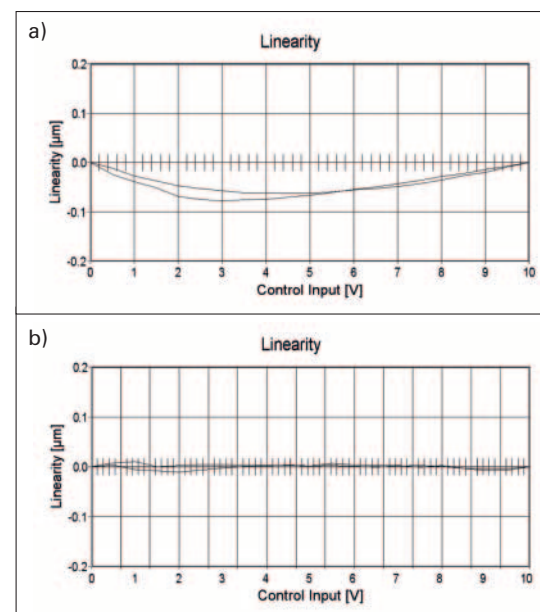 a)
Linearity
0.2
0.1
0.0
-0.1
-0.2
Linearity [µm]
0 1 2 3 4 5 6 7 8 9 10
Control Input [V]
b)
Linearity
0.2
0.1
0.0
-0.1
-0.2
Linearity [µm]
0 1 2 3 4 5 6 7 8 9 10
Control Input [V]